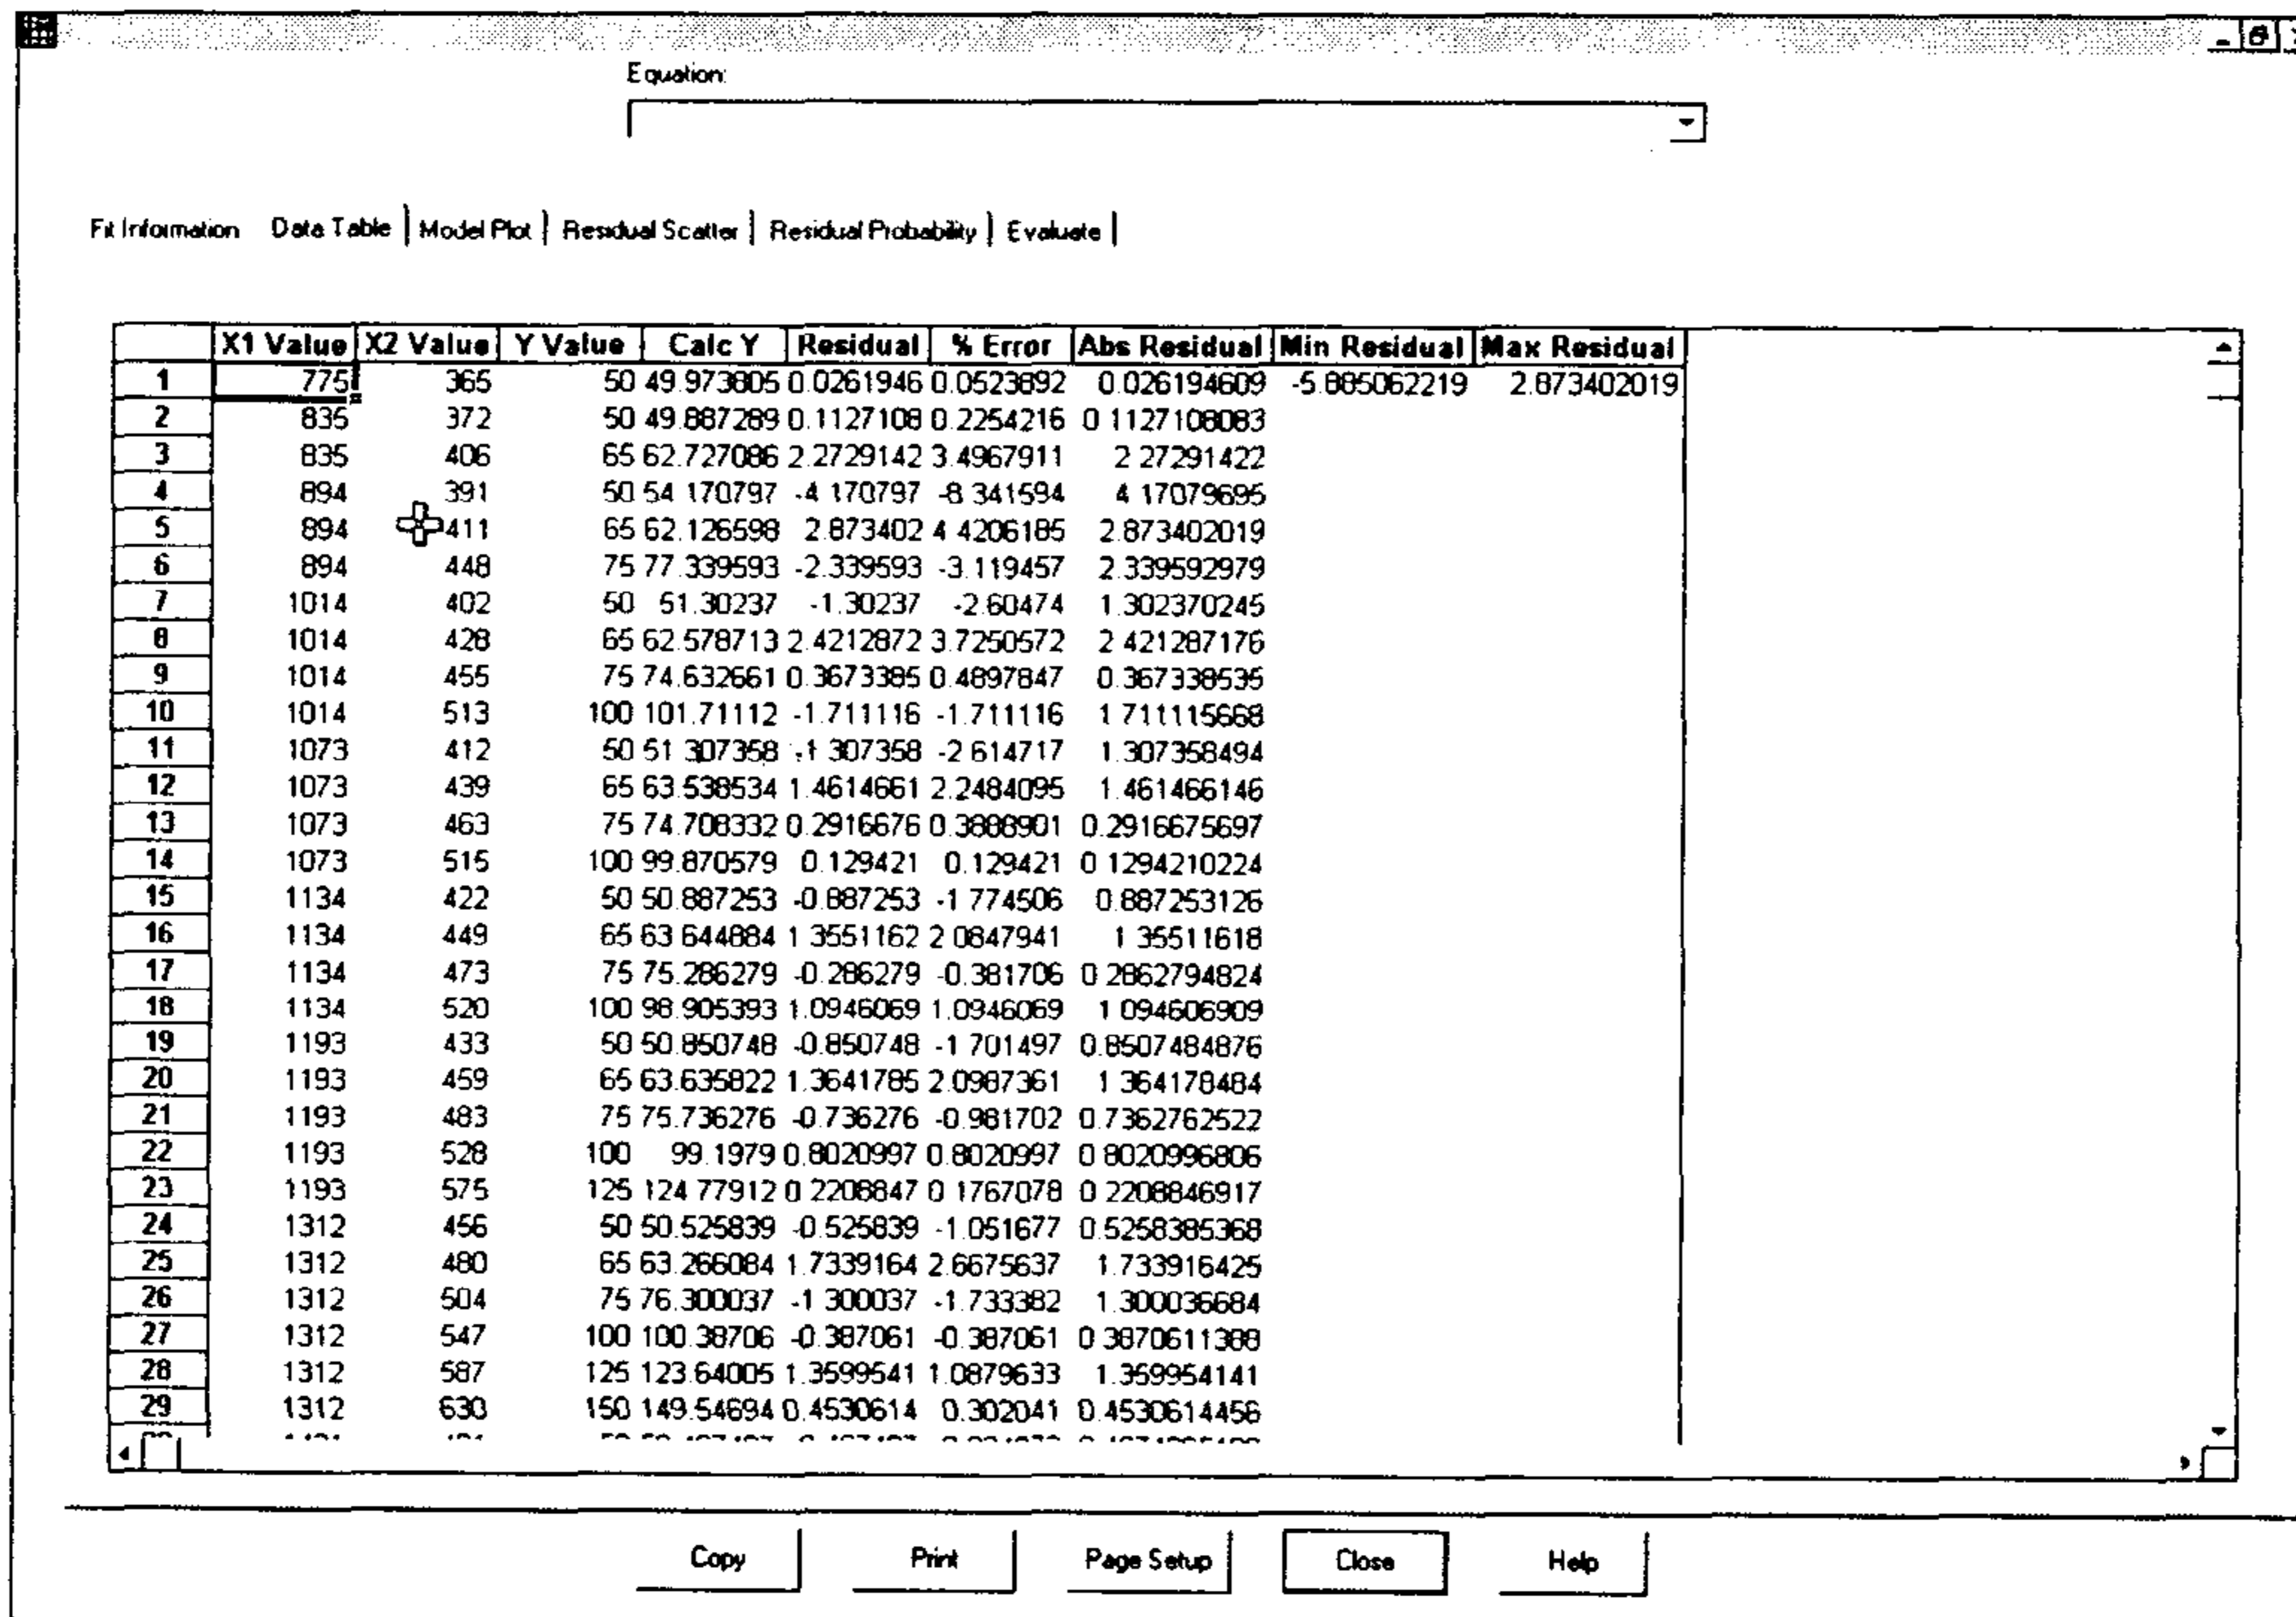 Equation:
Fit Information Data Table Model Plot Residual Scatter Residual Probability Evaluate
X1 Value X2 Value Y Value Calc Y Residual % Error Abs Residual Min Residual Max Residual
1 775 365 50 49.973805 0.0261946 0.0523892 0.026194609 -5.885062219 2.873402019
2 835 372 50 49.887289 0.1127108 0.2254216 0 1127108083
3 835 406 65 62.727086 2.2729142 3.4967911 2 27291422
4 894 391 50 54 170797 -4 170797 -8 341594 4 17079695
5 894 411 65 62.126598 2.873402 4 4206185 2.873402019
6 894 448 75 77.339593 -2.339593 -3.119457 2.339592979
7 1014 402 50 51.30237 -1.30237 -2.60474 1.302370245
8 1014 428 65 62.578713 2.4212872 3.7250572 2 421287176
9 1014 455 75 74.632661 0.3673385 0.4897847 0.367338535
10 1014 513 100 101.71112 -1.711116 -1.711116 1 711115668
11 1073 412 50 51 307358 -1 307358 -2 614717 1.307358494
12 1073 439 65 63.538534 1.4614661 2.2484095 1.461466146
13 1073 463 75 74.708332 0.2916676 0.3888901 0.2916675697
14 1073 515 100 99.870579 0.129421 0.129421 0 1294210224
15 1134 422 50 50.887253 -0.887253 -1 774506 0.887253126
16 1134 449 65 63 644884 1 3551162 2 0847941 1 35511618
17 1134 473 75 75.286279 -0.286279 -0.381706 0 2862794824
18 1134 520 100 98.905393 1.0946069 1.0946069 1 094606909
19 1193 433 50 50.850748 -0.850748 -1 701497 0.8507484876
20 1193 459 65 63.635822 1.3641785 2.0987361 1 364178484
21 1193 483 75 75.736276 -0.736276 -0.981702 0.7362762522
22 1193 528 100 99.1979 0.8020997 0.8020997 0 8020996806
23 1193 575 125 124 77912 0 2208847 0 1767078 0 2208846917
24 1312 456 50 50.525839 -0.525839 -1.051677 0.5258385368
25 1312 480 65 63.266084 1.7339164 2.6675637 1.733916425
26 1312 504 75 76.300037 -1 300037 -1.733382 1.300036684
27 1312 547 100 100.38706 -0.387061 -0.387061 0 3870611388
28 1312 587 125 123.64005 1.3599541 1.0879633 1.359954141
29 1312 630 150 149.54694 0.4530614 0.302041 0.4530614456
Copy Print Page Setup Close Help